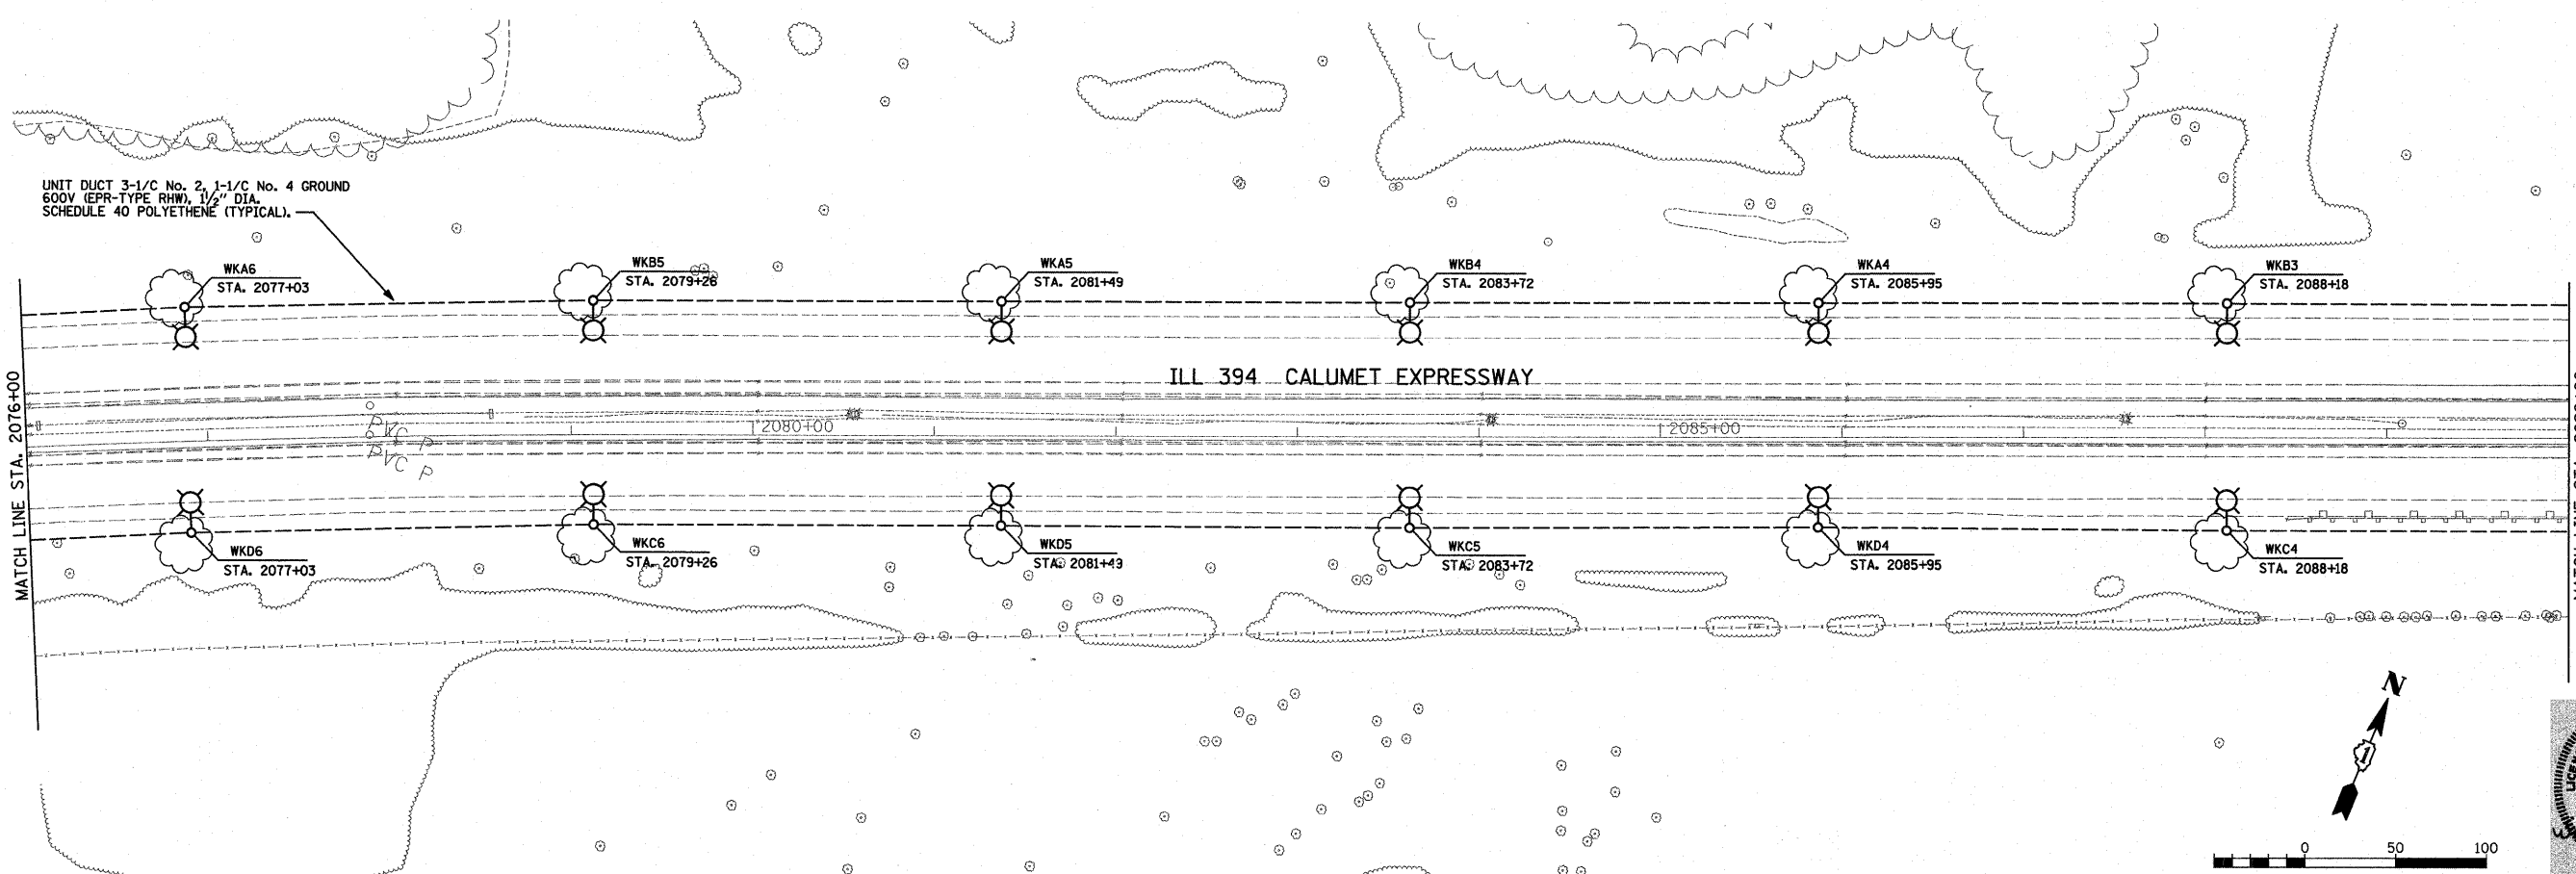 UNIT DUCT 3-1/C No. 2, 1-1/C No. 4 GROUND
600V (EPR-TYPE RHW), 1½" DIA.
SCHEDULE 40 POLYETHENE (TYPICAL).
WKA6
STA. 2077+03
WKB5
STA. 2079+26
WKA5
STA. 2081+49
WKB4
STA. 2083+72
WKA4
STA. 2085+95
WKB3
STA. 2088+18
MATCH LINE STA. 2076+00
ILL 394 CALUMET EXPRESSWAY
PVC P
PVC P
2080+00
2085+00
WKD6
STA. 2077+03
WKC6
STA. 2079+26
WKD5
STA. 2081+49
WKC5
STA. 2083+72
WKD4
STA. 2085+95
WKC4
STA. 2088+18
N
1
0 50 100